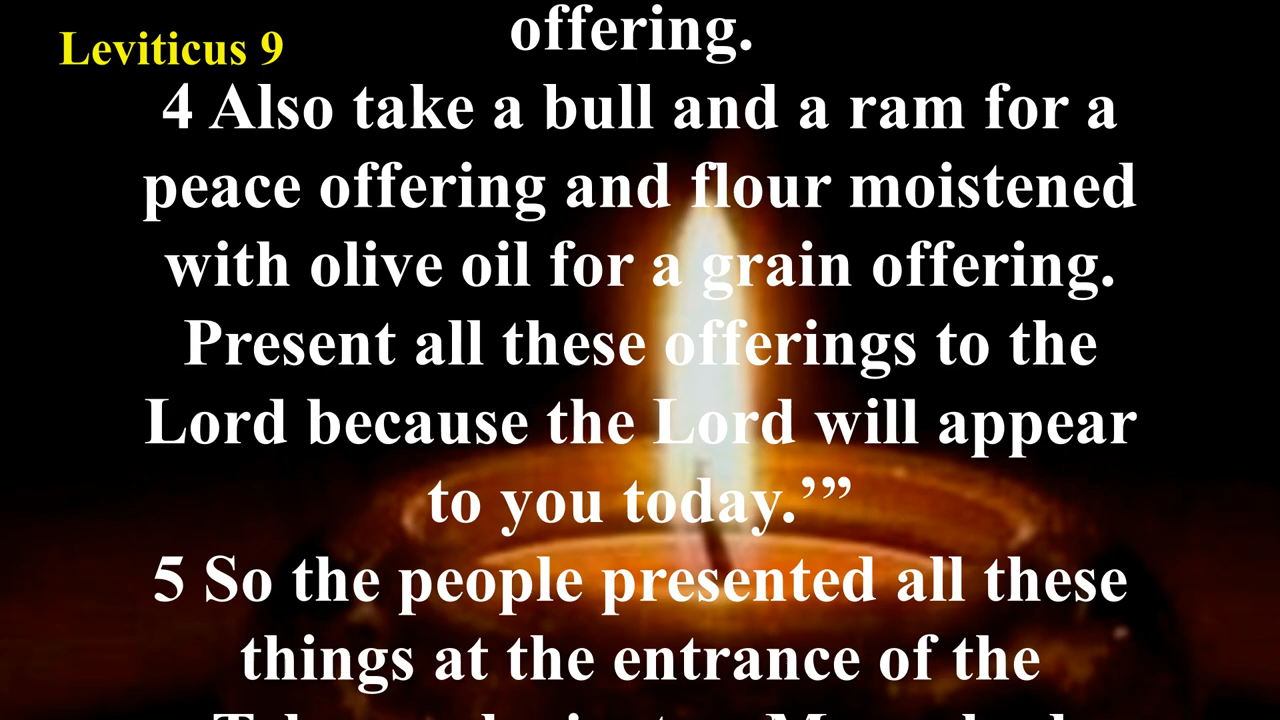 offering.
Leviticus 9
4 Also take a bull and a ram for a
peace offering and flour moistened
with olive oil for a grain offering.
Present all these offerings to the
Lord because the Lord will appear
to you today.’”
5 So the people presented all these
things at the entrance of the